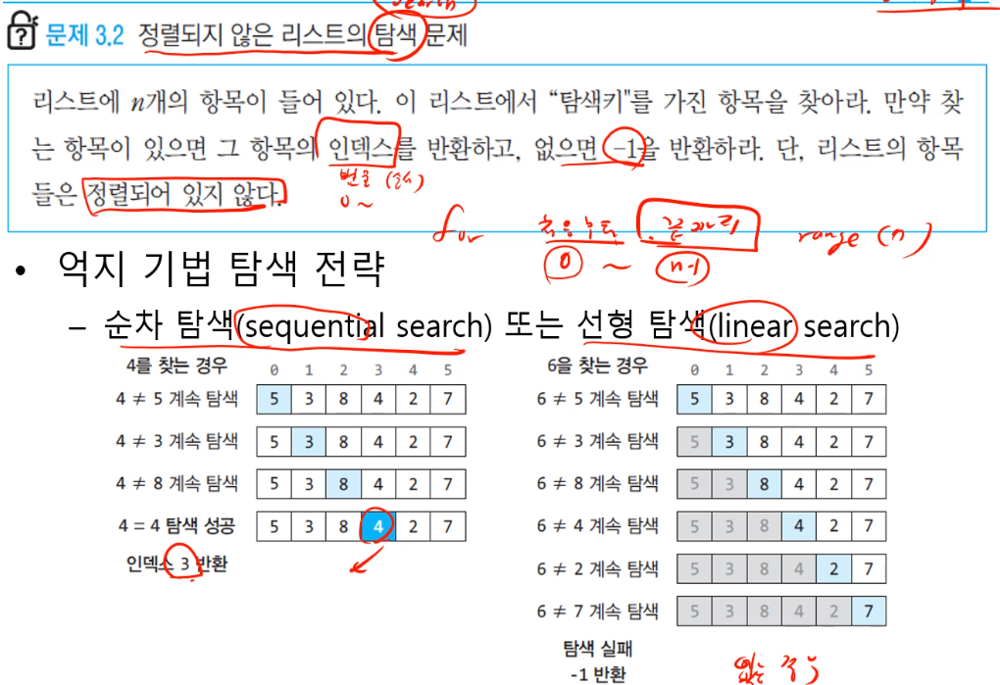 search
문제 3.2 정렬되지 않은 리스트의 탐색 문제
리스트에 n개의 항목이 들어 있다. 이 리스트에서 “탐색키"를 가진 항목을 찾아라. 만약 찾
는 항목이 있으면 그 항목의 인덱스를 반환하고, 없으면 -1을 반환하라. 단, 리스트의 항목
들은 정렬되어 있지 않다.
번호
0~
for 처음부터 끝까지 range (n)
0 ~ n-1
• 억지 기법 탐색 전략
– 순차 탐색(sequential search) 또는 선형 탐색(linear search)
4를 찾는 경우 0 1 2 3 4 5
4 ≠ 5 계속 탐색 5 3 8 4 2 7
4 ≠ 3 계속 탐색 5 3 8 4 2 7
4 ≠ 8 계속 탐색 5 3 8 4 2 7
4 = 4 탐색 성공 5 3 8 4 2 7
인덱스 3 반환
6을 찾는 경우 0 1 2 3 4 5
6 ≠ 5 계속 탐색 5 3 8 4 2 7
6 ≠ 3 계속 탐색 5 3 8 4 2 7
6 ≠ 8 계속 탐색 5 3 8 4 2 7
6 ≠ 4 계속 탐색 5 3 8 4 2 7
6 ≠ 2 계속 탐색 5 3 8 4 2 7
6 ≠ 7 계속 탐색 5 3 8 4 2 7
탐색 실패
-1 반환